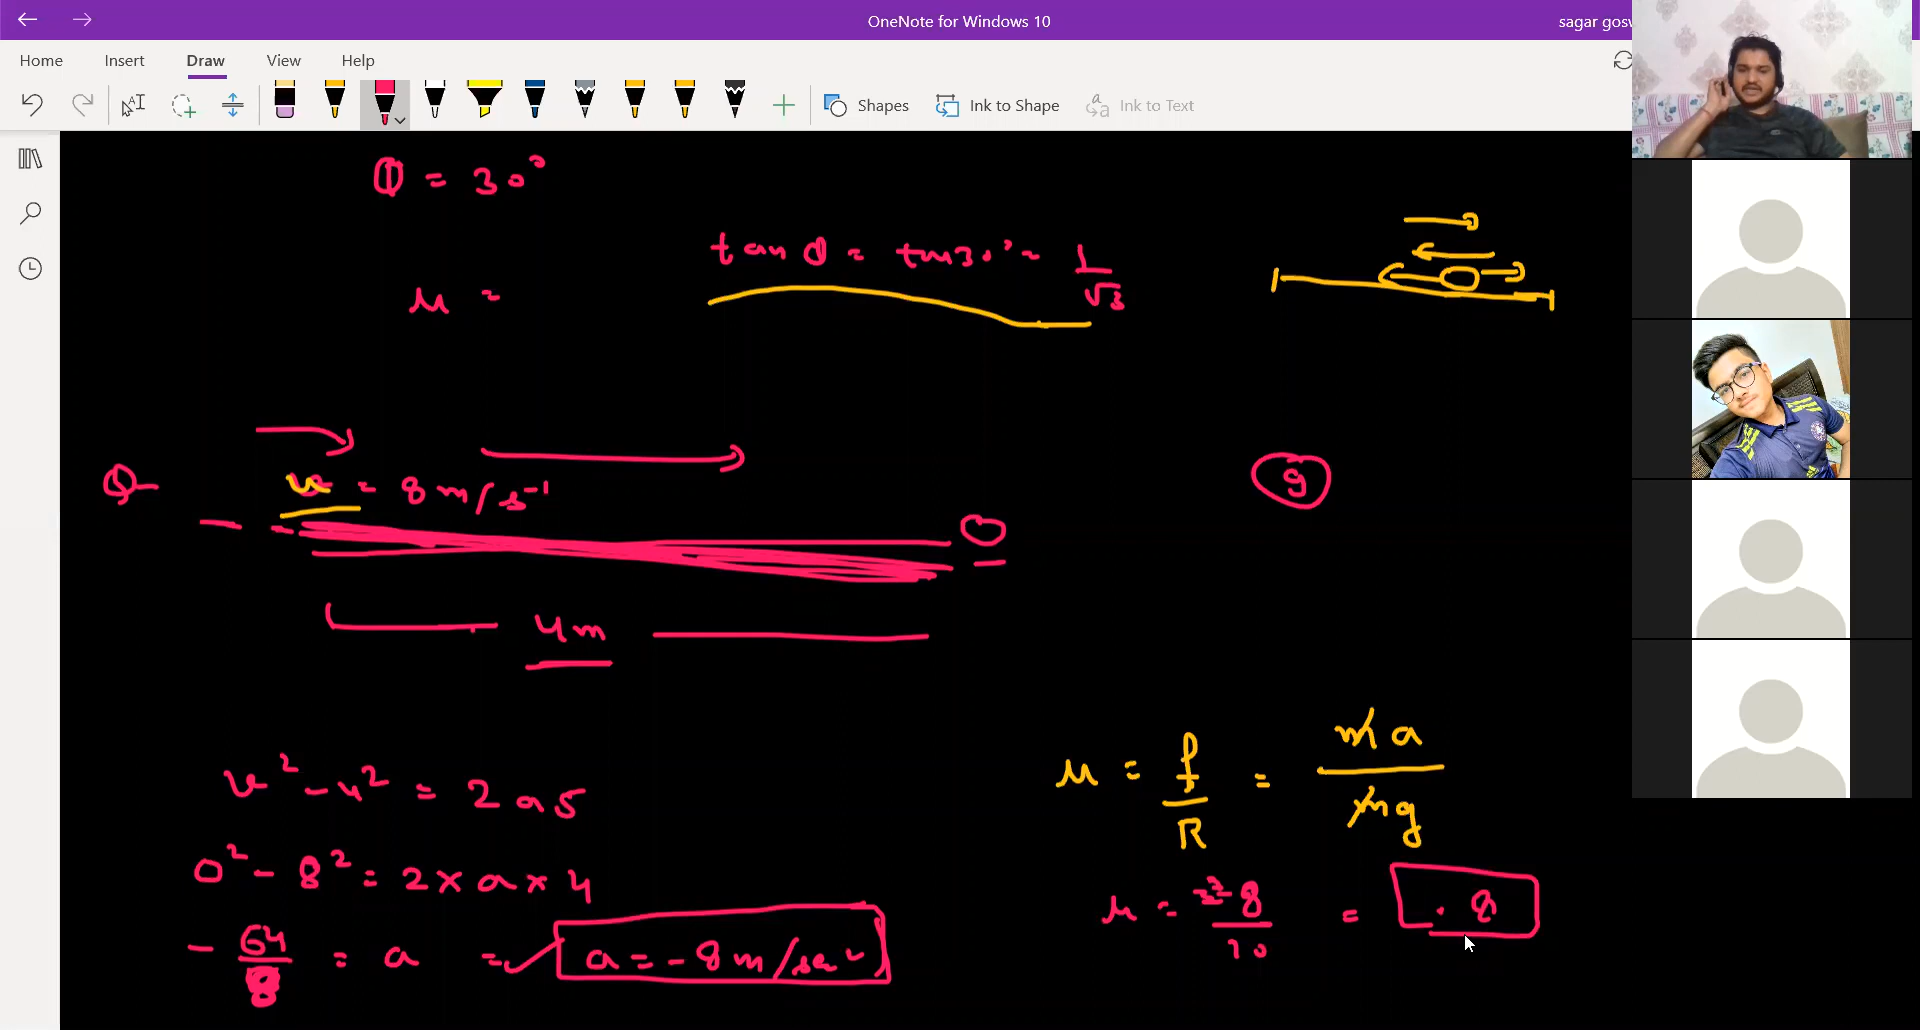 OneNote for Windows 10
sagar gosw
Home Insert Draw View Help
Shapes Ink to Shape Ink to Text
θ = 30°
tan θ = tan30° = 1/√3
μ =
Q-
u = 8 m/s-1
g
4m
v² - u² = 2as
0² - 8² = 2 x a x 4
- 64/8 = a = a = - 8 m/sec²
μ = f/R = ma/mg
μ = 8/10 = .8